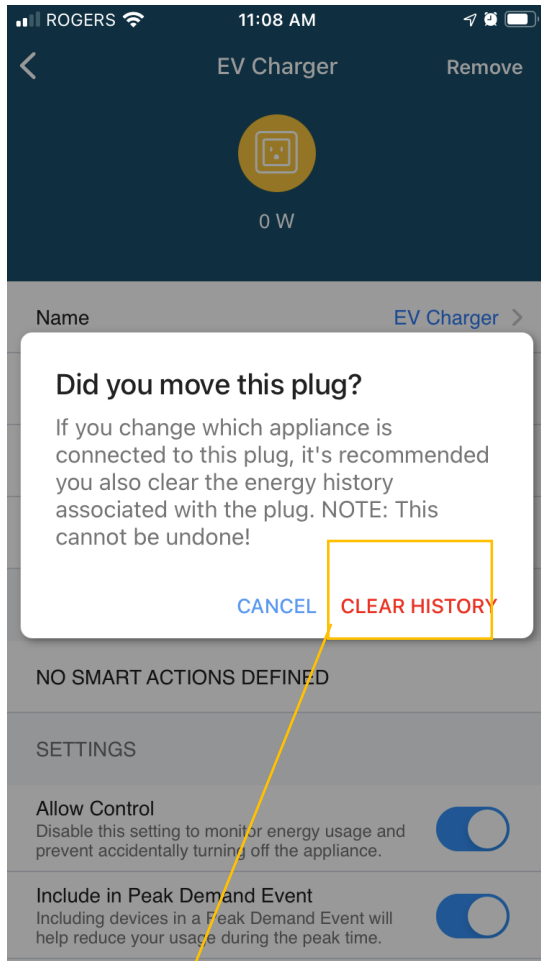 ROGERS 11:08 AM
EV Charger Remove
0 W
Name EV Charger
Did you move this plug?
If you change which appliance is
connected to this plug, it's recommended
you also clear the energy history
associated with the plug. NOTE: This
cannot be undone!
CANCEL CLEAR HISTORY
NO SMART ACTIONS DEFINED
SETTINGS
Allow Control
Disable this setting to monitor energy usage and
prevent accidentally turning off the appliance.
Include in Peak Demand Event
Including devices in a Peak Demand Event will
help reduce your usage during the peak time.